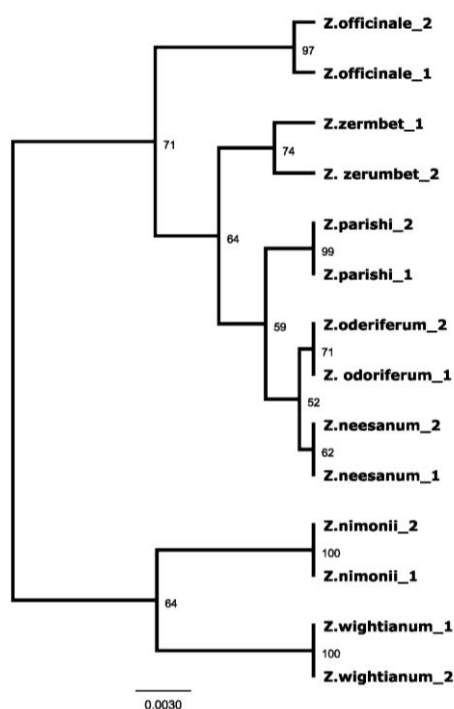 Z.officinale_2
97
Z.officinale_1
71
Z.zermbet_1
74
Z. zerumbet_2
64
Z.parishi_2
99
Z.parishi_1
59
Z.oderiferum_2
71
Z. odoriferum_1
52
Z.neesanum_2
62
Z.neesanum_1
Z.nimonii_2
100
Z.nimonii_1
64
Z.wightianum_1
100
Z.wightianum_2
0.0030